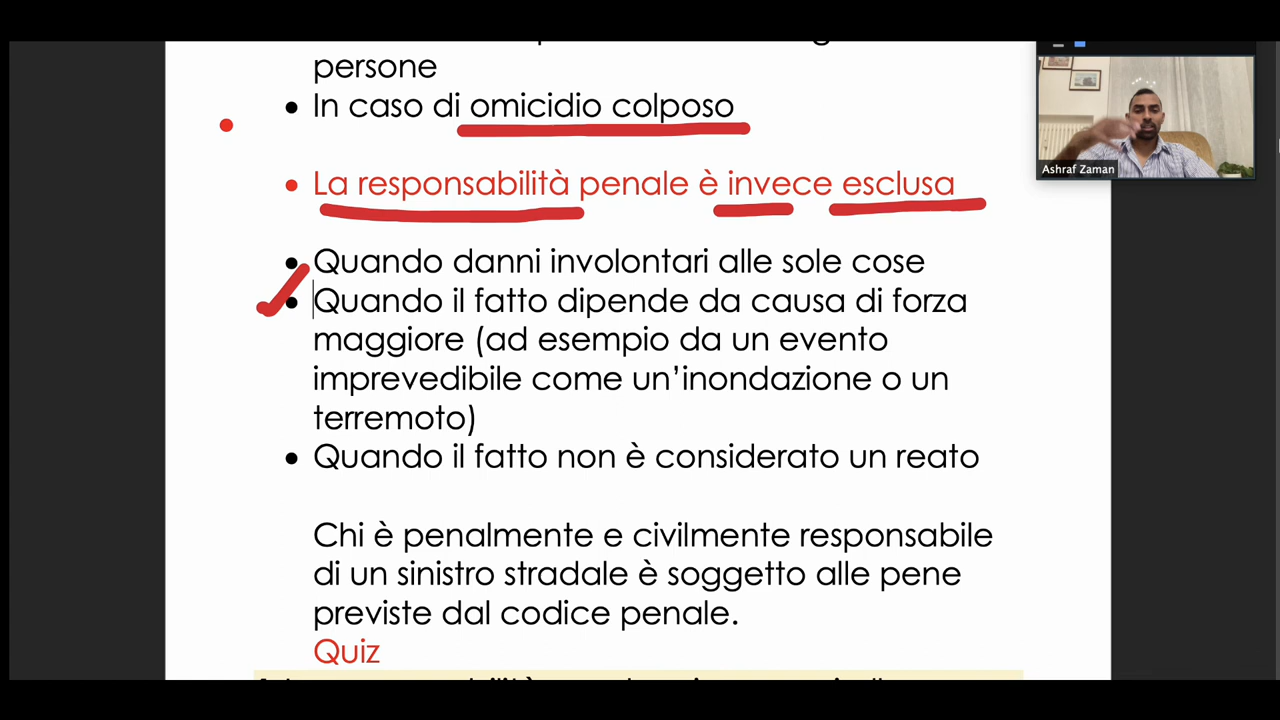 persone
• In caso di omicidio colposo
• La responsabilità penale è invece esclusa
• Quando danni involontari alle sole cose
• Quando il fatto dipende da causa di forza
maggiore (ad esempio da un evento
imprevedibile come un’inondazione o un
terremoto)
• Quando il fatto non è considerato un reato
Chi è penalmente e civilmente responsabile
di un sinistro stradale è soggetto alle pene
previste dal codice penale.
Quiz
Ashraf Zaman